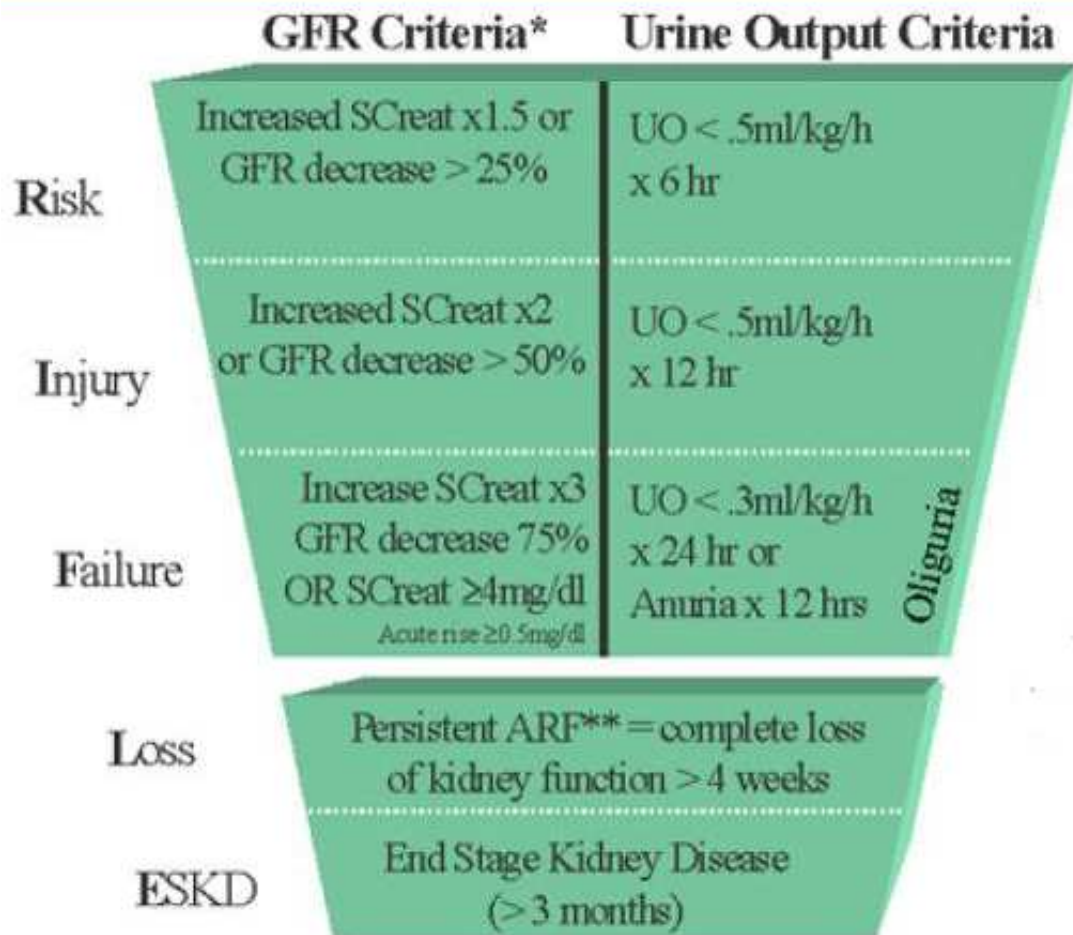 GFR Criteria* Urine Output Criteria
Risk
Increased SCreat x1.5 or
GFR decrease > 25%
UO < .5ml/kg/h
x 6 hr
Injury
Increased SCreat x2
or GFR decrease > 50%
UO < .5ml/kg/h
x 12 hr
Failure
Increase SCreat x3
GFR decrease 75%
OR SCreat ≥4mg/dl
Acute rise ≥0.5mg/dl
UO < .3ml/kg/h
x 24 hr or
Anuria x 12 hrs
Oliguria
Loss
Persistent ARF** = complete loss
of kidney function > 4 weeks
ESKD
End Stage Kidney Disease
(> 3 months)